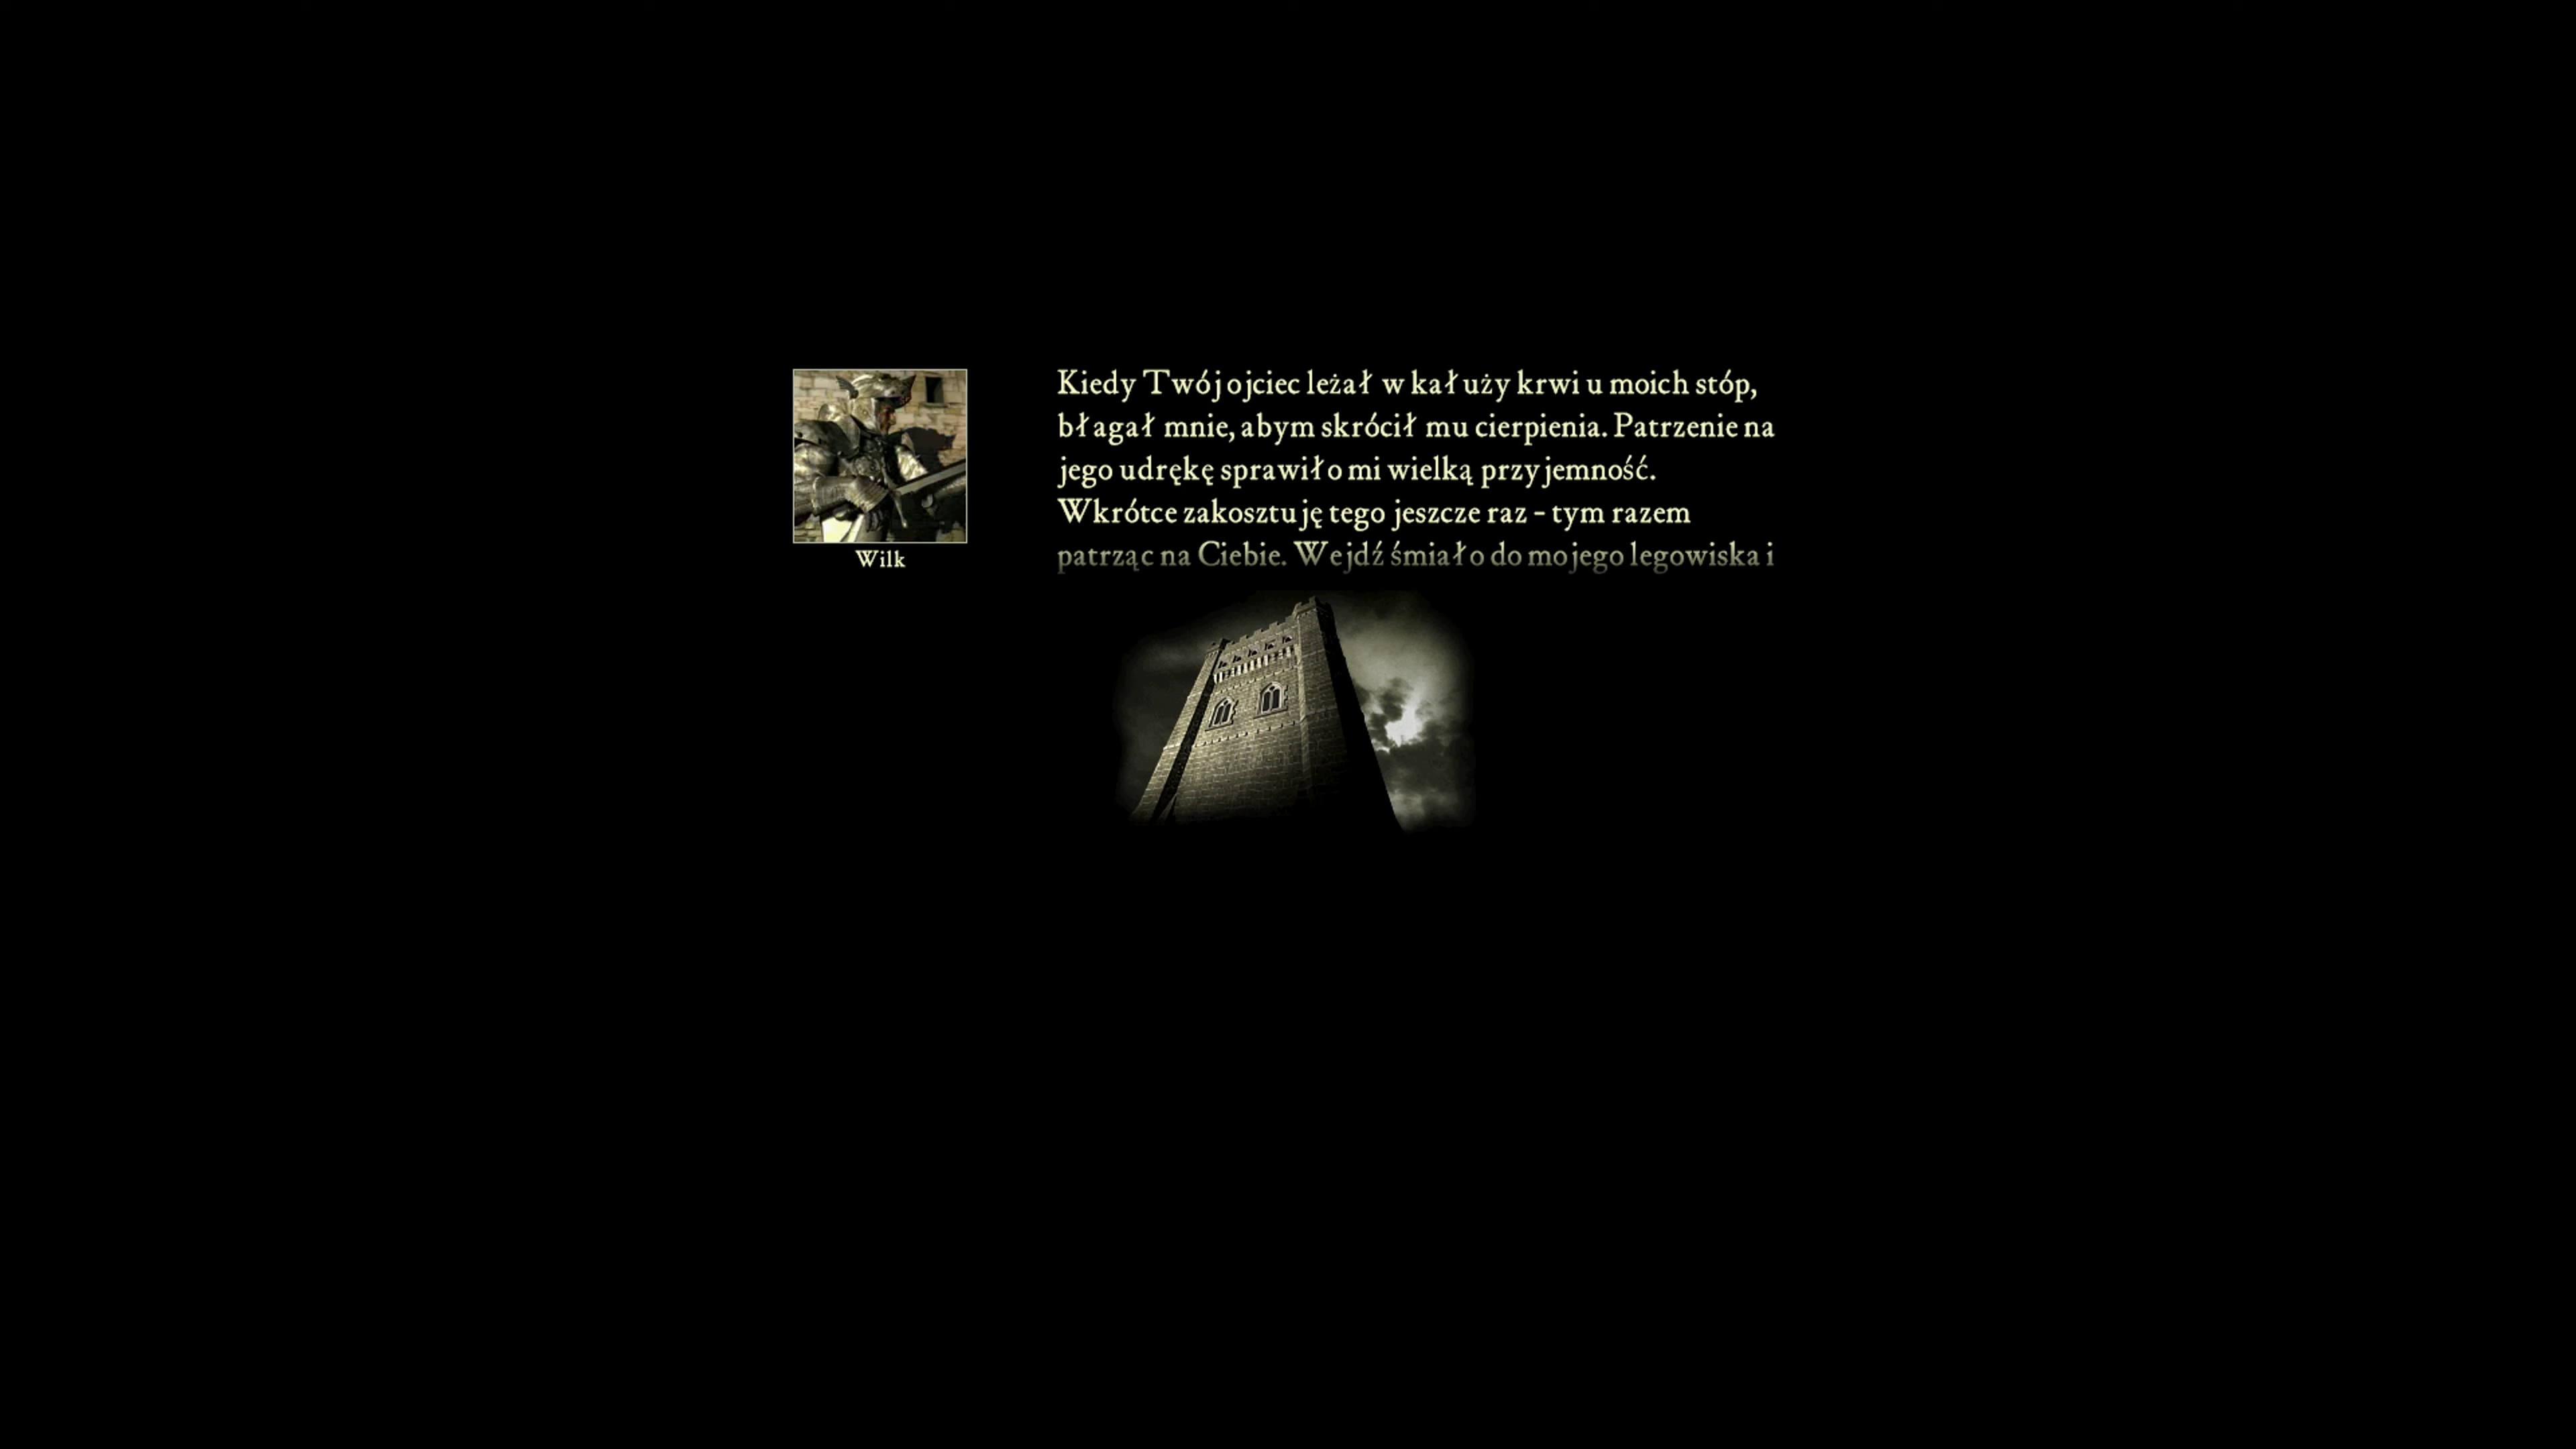 Kiedy Twój ojciec leżał w kałuży krwi u moich stóp,
błagał mnie, abym skrócił mu cierpienia. Patrzenie na
jego udrękę sprawiło mi wielką przyjemność.
Wkrótce zakosztuję tego jeszcze raz - tym razem
patrząc na Ciebie. Wejdź śmiało do mojego legowiska i
Wilk